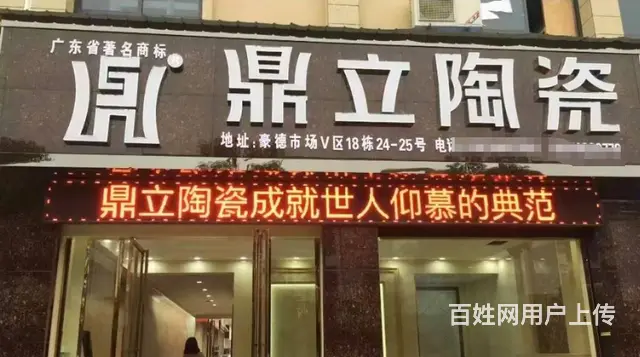 广东省著名商标
®
鼎立陶瓷
地址:豪德市场V区18栋24-25号 电话
鼎立陶瓷成就世人仰慕的典范
百姓网用户上传